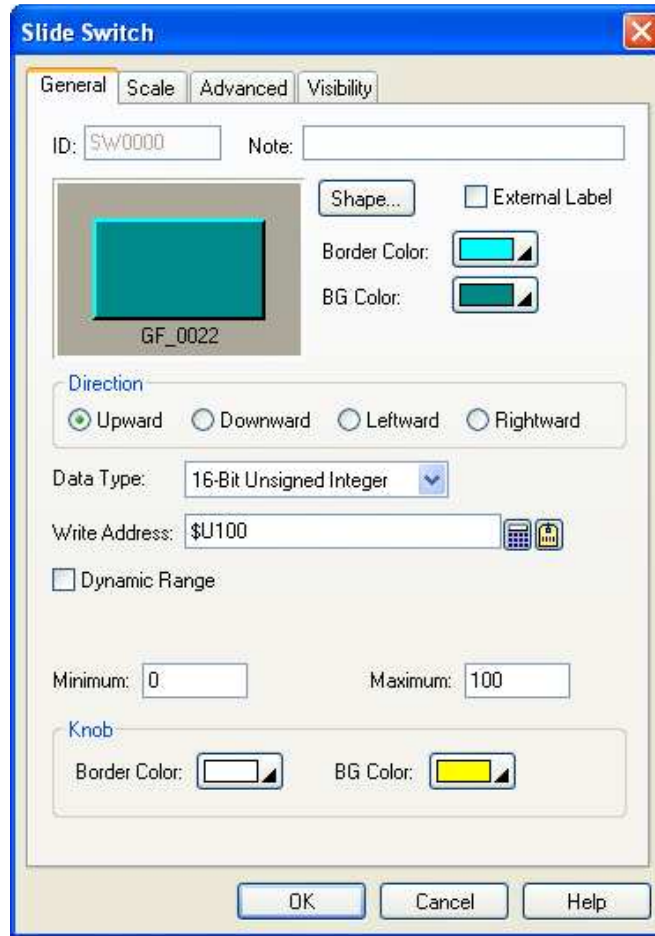 Slide Switch
General Scale Advanced Visibility
ID: SW0000 Note:
Shape... External Label
Border Color:
BG Color:
GF_0022
Direction
Upward Downward Leftward Rightward
Data Type: 16-Bit Unsigned Integer
Write Address: $U100
Dynamic Range
Minimum: 0 Maximum: 100
Knob
Border Color: BG Color:
OK Cancel Help